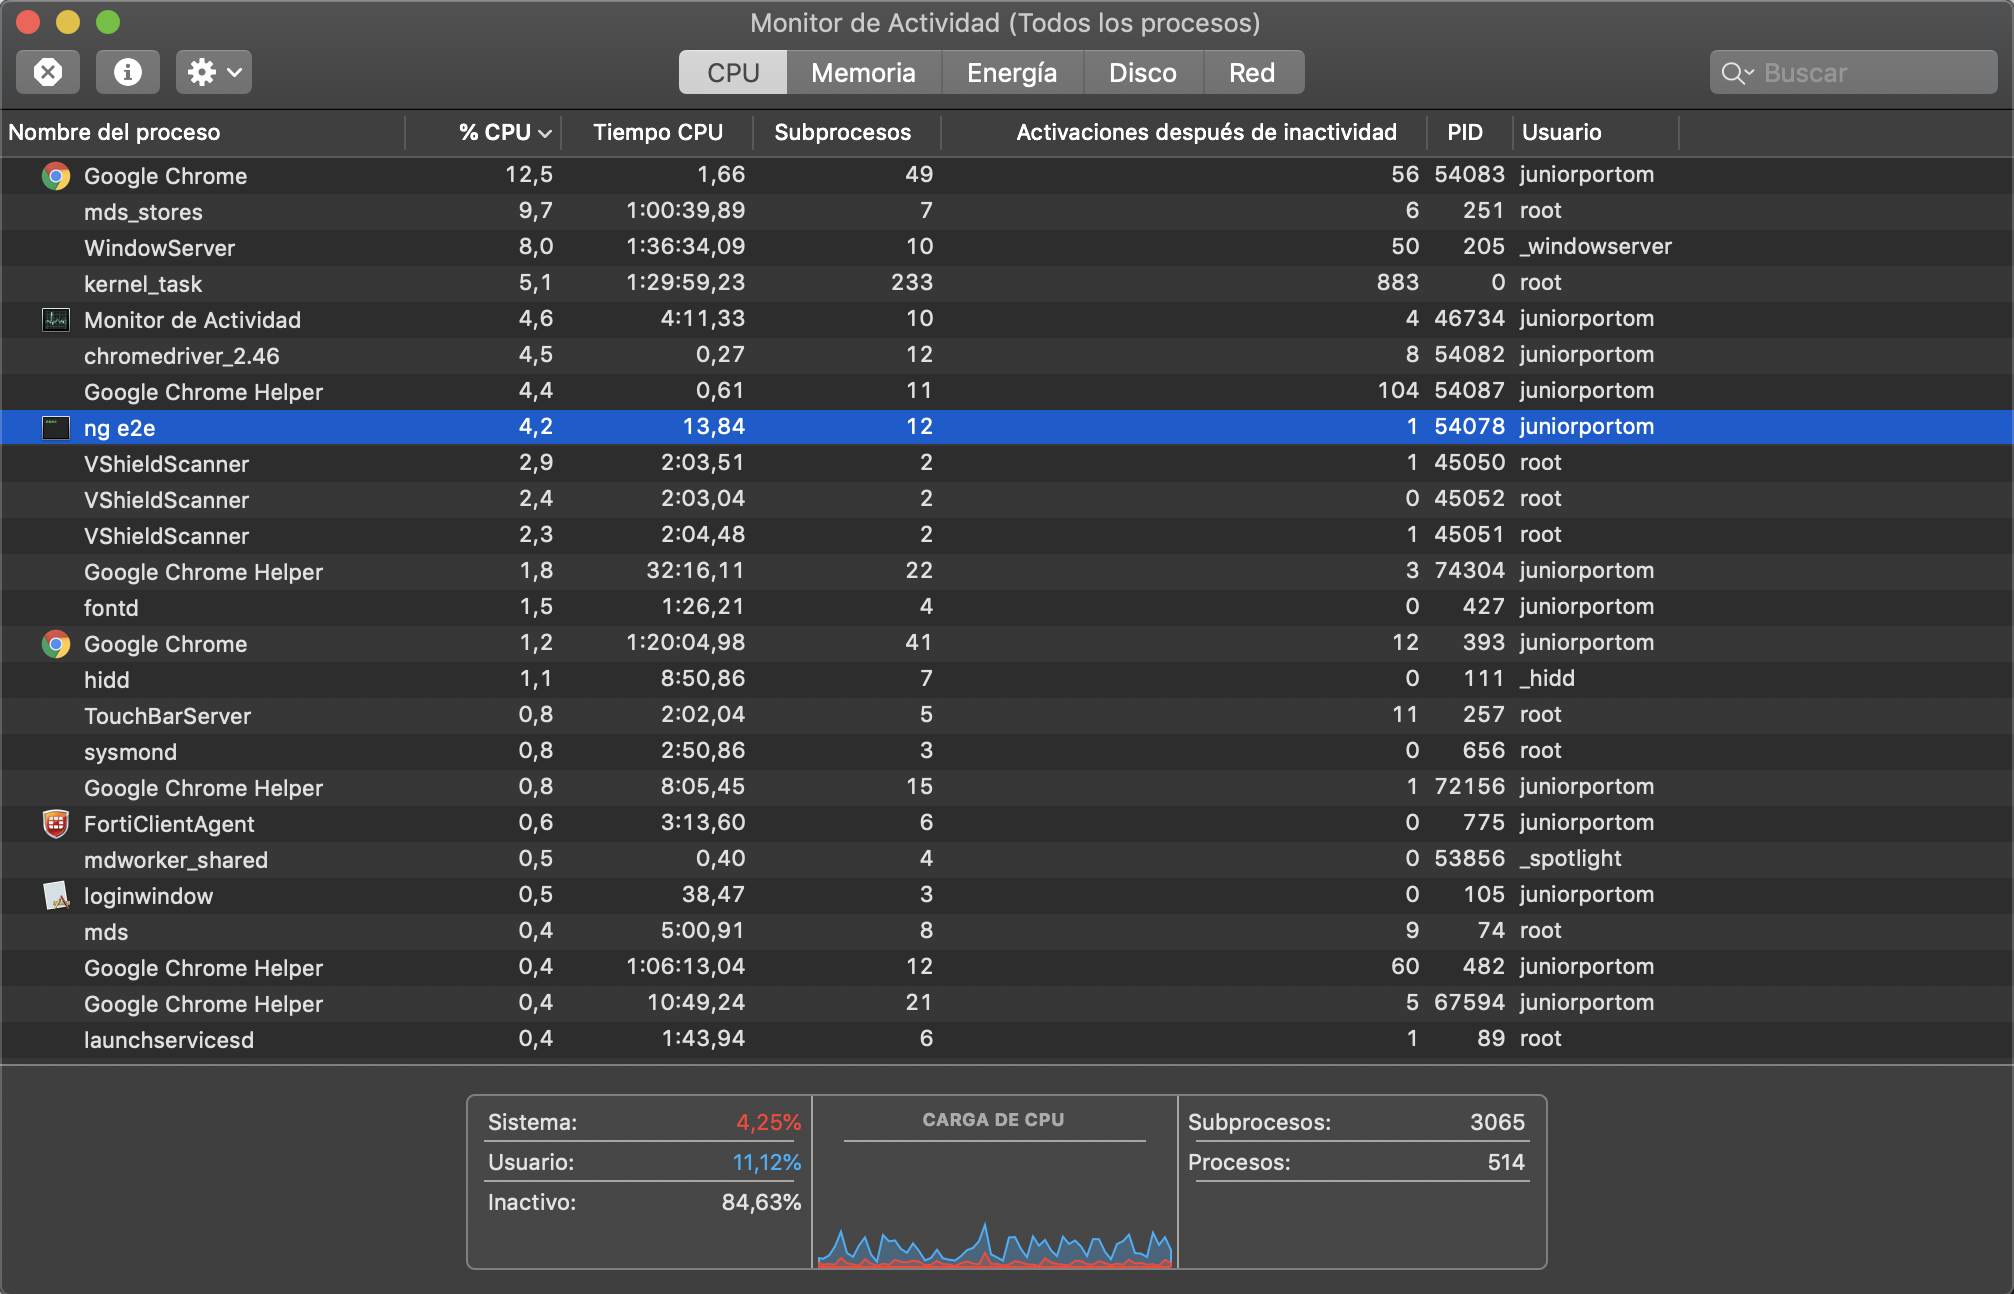 Monitor de Actividad (Todos los procesos)
CPU Memoria Energía Disco Red Buscar
Nombre del proceso % CPU Tiempo CPU Subprocesos Activaciones después de inactividad PID Usuario
Google Chrome 12,5 1,66 49 56 54083 juniorportom
mds_stores 9,7 1:00:39,89 7 6 251 root
WindowServer 8,0 1:36:34,09 10 50 205 _windowserver
kernel_task 5,1 1:29:59,23 233 883 0 root
Monitor de Actividad 4,6 4:11,33 10 4 46734 juniorportom
chromedriver_2.46 4,5 0,27 12 8 54082 juniorportom
Google Chrome Helper 4,4 0,61 11 104 54087 juniorportom
ng e2e 4,2 13,84 12 1 54078 juniorportom
VShieldScanner 2,9 2:03,51 2 1 45050 root
VShieldScanner 2,4 2:03,04 2 0 45052 root
VShieldScanner 2,3 2:04,48 2 1 45051 root
Google Chrome Helper 1,8 32:16,11 22 3 74304 juniorportom
fontd 1,5 1:26,21 4 0 427 juniorportom
Google Chrome 1,2 1:20:04,98 41 12 393 juniorportom
hidd 1,1 8:50,86 7 0 111 _hidd
TouchBarServer 0,8 2:02,04 5 11 257 root
sysmond 0,8 2:50,86 3 0 656 root
Google Chrome Helper 0,8 8:05,45 15 1 72156 juniorportom
FortiClientAgent 0,6 3:13,60 6 0 775 juniorportom
mdworker_shared 0,5 0,40 4 0 53856 _spotlight
loginwindow 0,5 38,47 3 0 105 juniorportom
mds 0,4 5:00,91 8 9 74 root
Google Chrome Helper 0,4 1:06:13,04 12 60 482 juniorportom
Google Chrome Helper 0,4 10:49,24 21 5 67594 juniorportom
launchservicesd 0,4 1:43,94 6 1 89 root
Sistema: 4,25% CARGA DE CPU Subprocesos: 3065
Usuario: 11,12% Procesos: 514
Inactivo: 84,63%